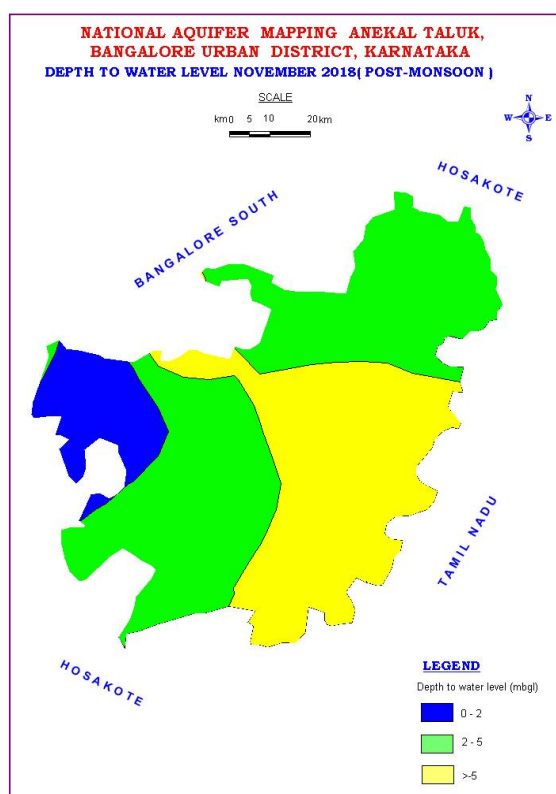 NATIONAL AQUIFER MAPPING ANEKAL TALUK,
BANGALORE URBAN DISTRICT, KARNATAKA
DEPTH TO WATER LEVEL NOVEMBER 2018( POST-MONSOON )
SCALE
km0 5 10 20km
N
W E
S
HOSAKOTE
BANGALORE SOUTH
TAMIL NADU
HOSAKOTE
LEGEND
Depth to water level (mbgl)
0 - 2
2 - 5
>-5